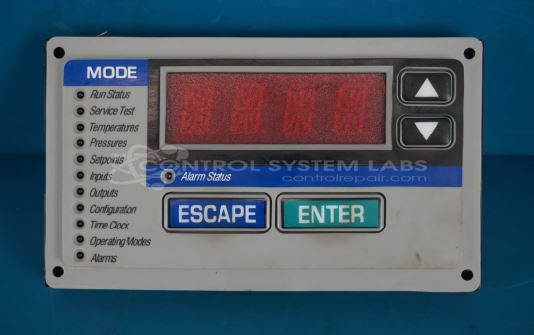 MODE
Run Status
Service Test
Temperatures
Pressures
Setpoints
Inputs
Outputs
Configuration
Time Clock
Operating Modes
Alarms
CONTROL SYSTEM LABS
controlrepair.com
Alarm Status
ESCAPE
ENTER